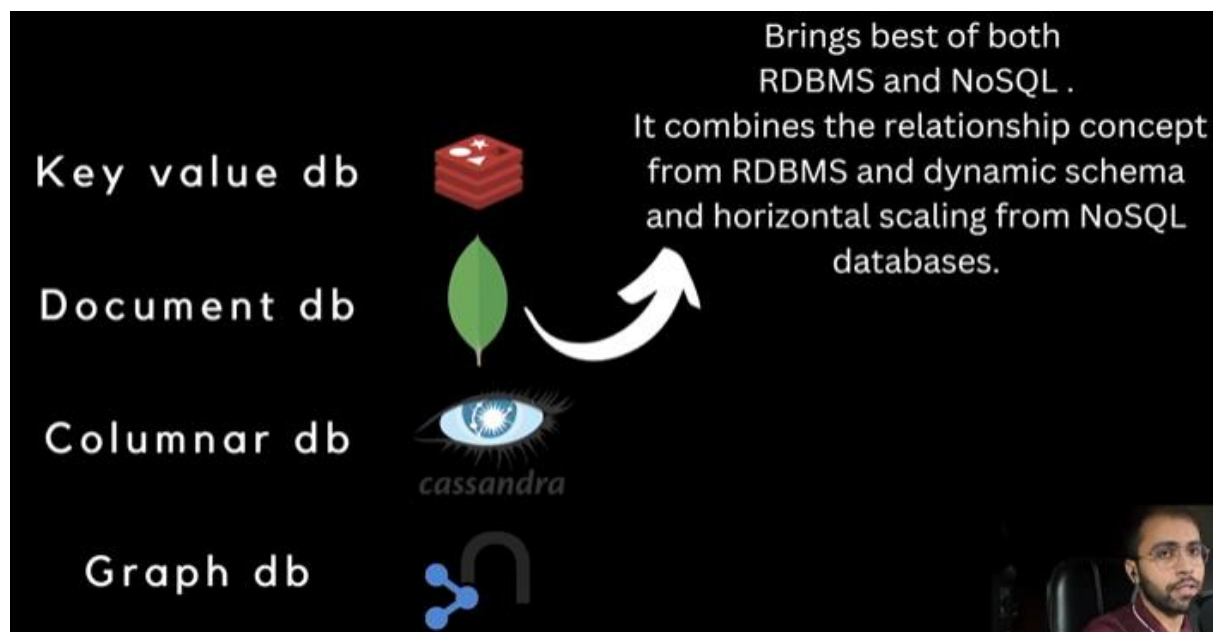 Brings best of both
RDBMS and NoSQL .
It combines the relationship concept
from RDBMS and dynamic schema
and horizontal scaling from NoSQL
databases.
Key value db
Document db
Columnar db
cassandra
Graph db